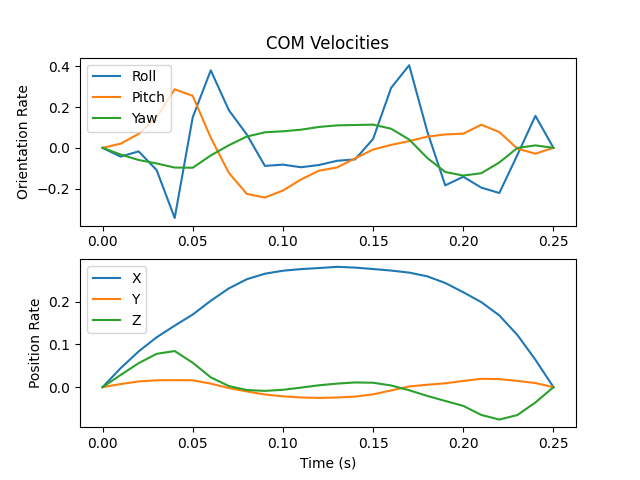 COM Velocities
Orientation Rate
0.4
0.2
0.0
−0.2
Roll
Pitch
Yaw
0.00 0.05 0.10 0.15 0.20 0.25
Position Rate
0.2
0.1
0.0
X
Y
Z
0.00 0.05 0.10 0.15 0.20 0.25
Time (s)